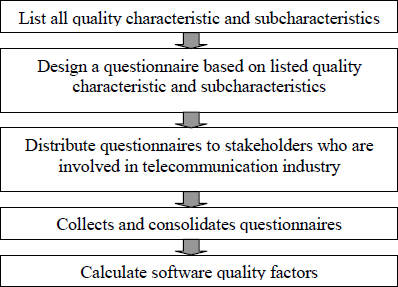 List all quality characteristic and subcharacteristics
Design a questionnaire based on listed quality
characteristic and subcharacteristics
Distribute questionnaires to stakeholders who are
involved in telecommunication industry
Collects and consolidates questionnaires
Calculate software quality factors